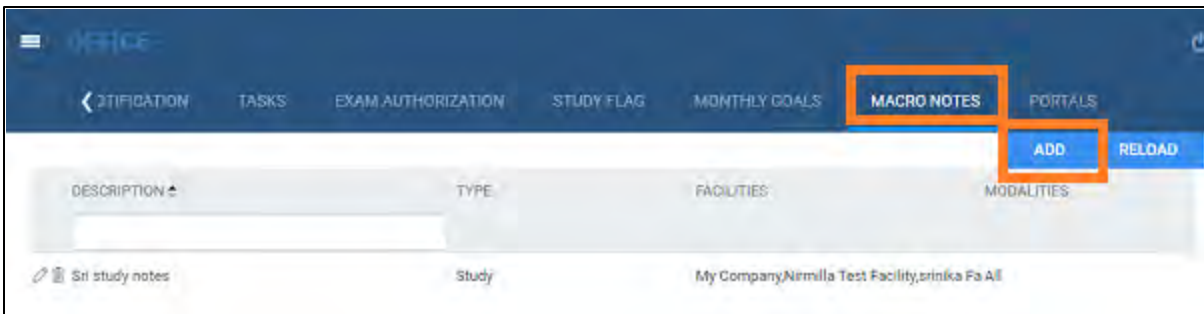 OFFICE
OTIFICATION TASKS EXAM AUTHORIZATION STUDY FLAG MONTHLY GOALS MACRO NOTES PORTALS
ADD RELOAD
DESCRIPTION TYPE FACILITIES MODALITIES
Sri study notes Study My Company,Nirmilla Test Facility,srinika Fa All